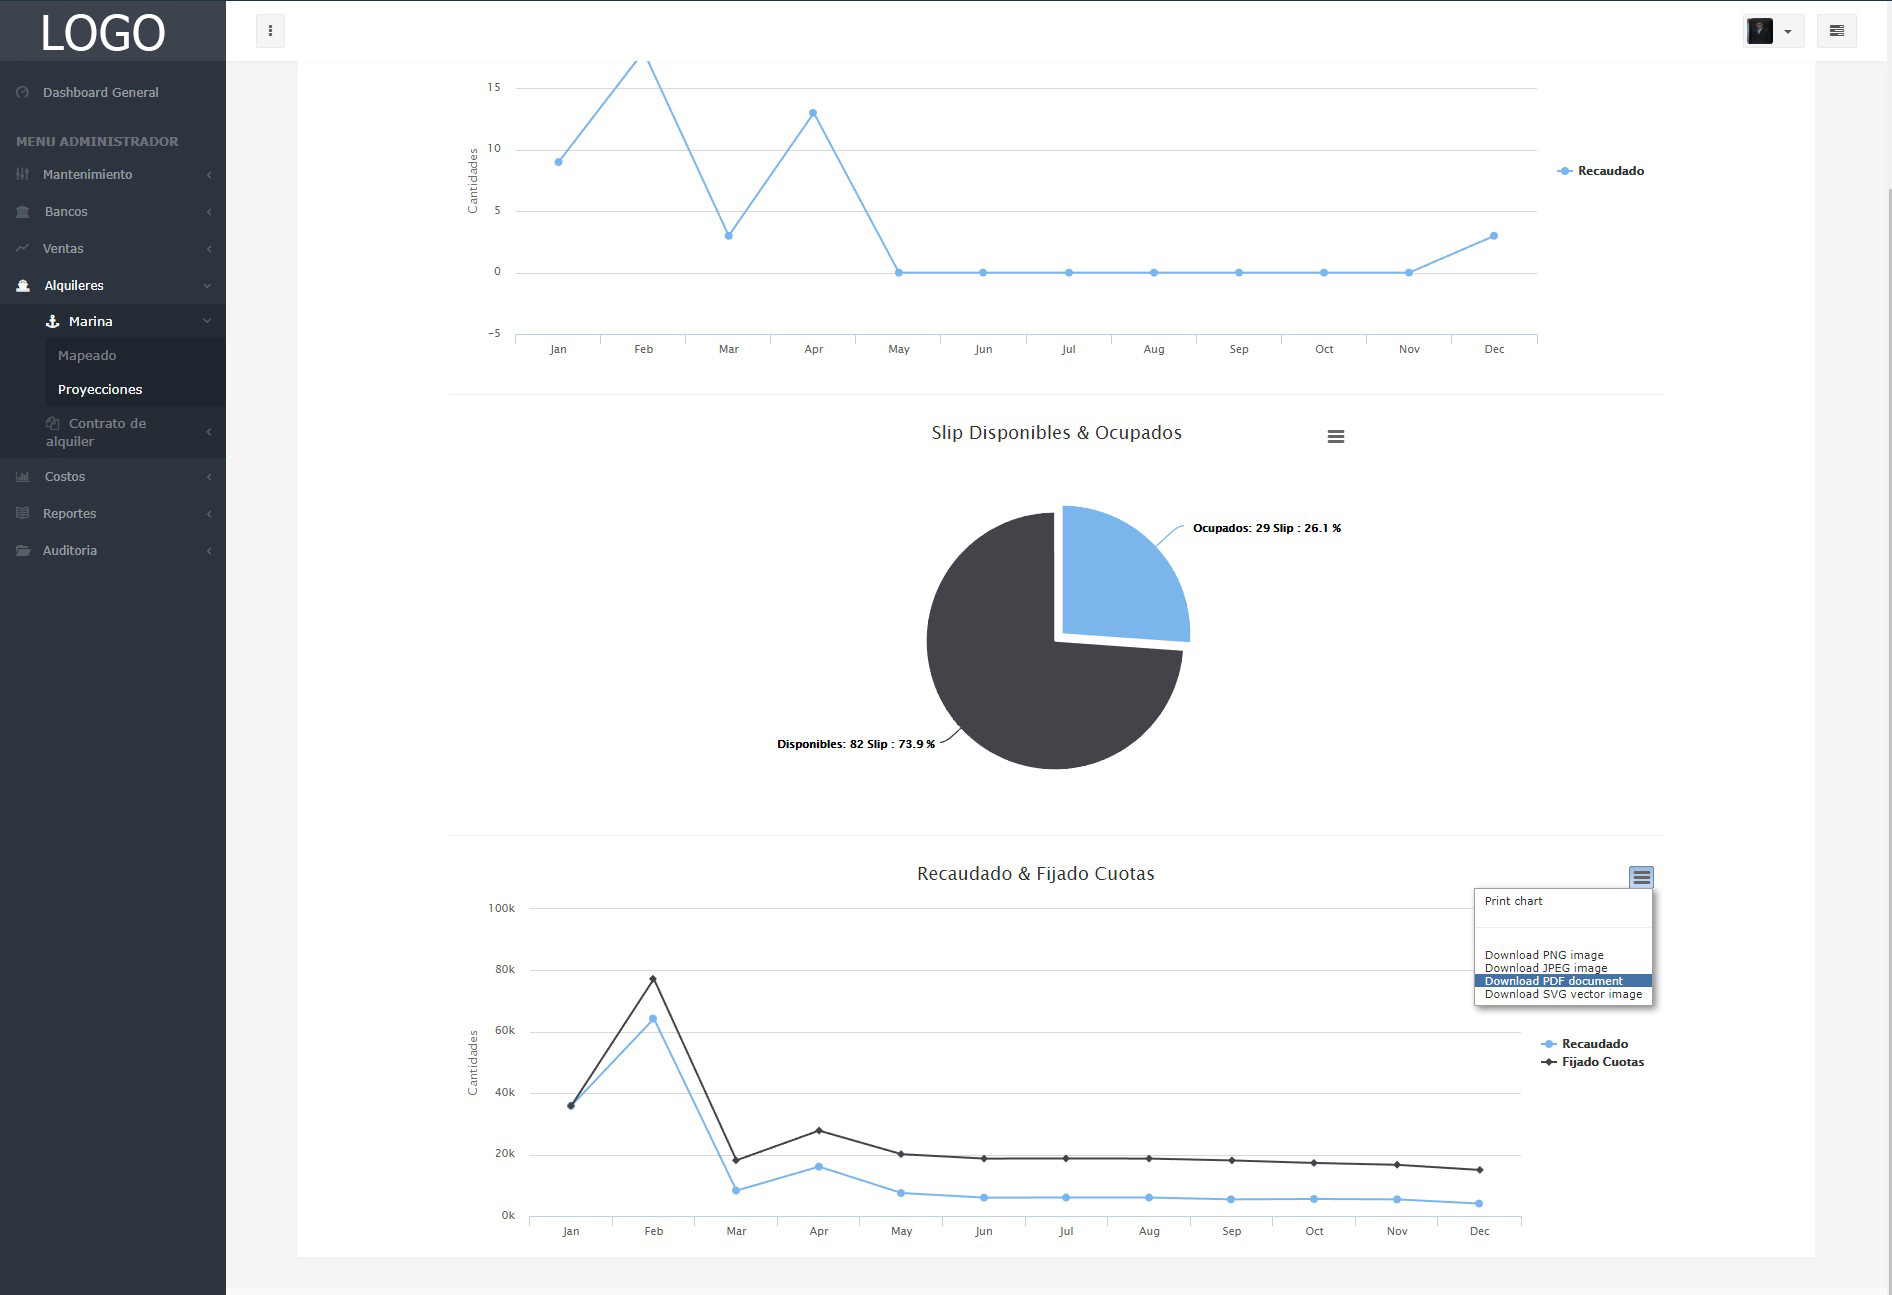 LOGO
Dashboard General
MENU ADMINISTRADOR
Mantenimiento
Bancos
Ventas
Alquileres
Marina
Mapeado
Proyecciones
Contrato de
alquiler
Costos
Reportes
Auditoria
15
10
5
0
−5
Cantidades
Jan Feb Mar Apr May Jun Jul Aug Sep Oct Nov Dec
Recaudado
Slip Disponibles & Ocupados
Ocupados: 29 Slip : 26.1 %
Disponibles: 82 Slip : 73.9 %
Recaudado & Fijado Cuotas
Print chart
Download PNG image
Download JPEG image
Download PDF document
Download SVG vector image
100k
80k
60k
40k
20k
0k
Cantidades
Jan Feb Mar Apr May Jun Jul Aug Sep Oct Nov Dec
Recaudado
Fijado Cuotas